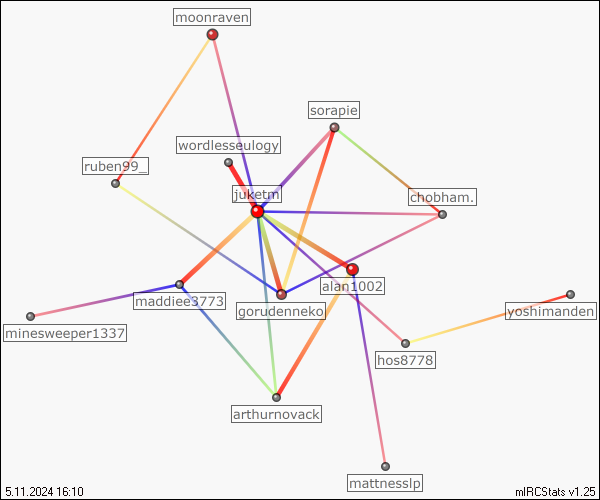 moonraven
sorapie
wordlesseulogy
ruben99_
juketm
chobham.
alan1002
maddiee3773
gorudenneko
yoshimanden
minesweeper1337
hos8778
arthurnovack
mattnesslp
5.11.2024 16:10
mIRCStats v1.25